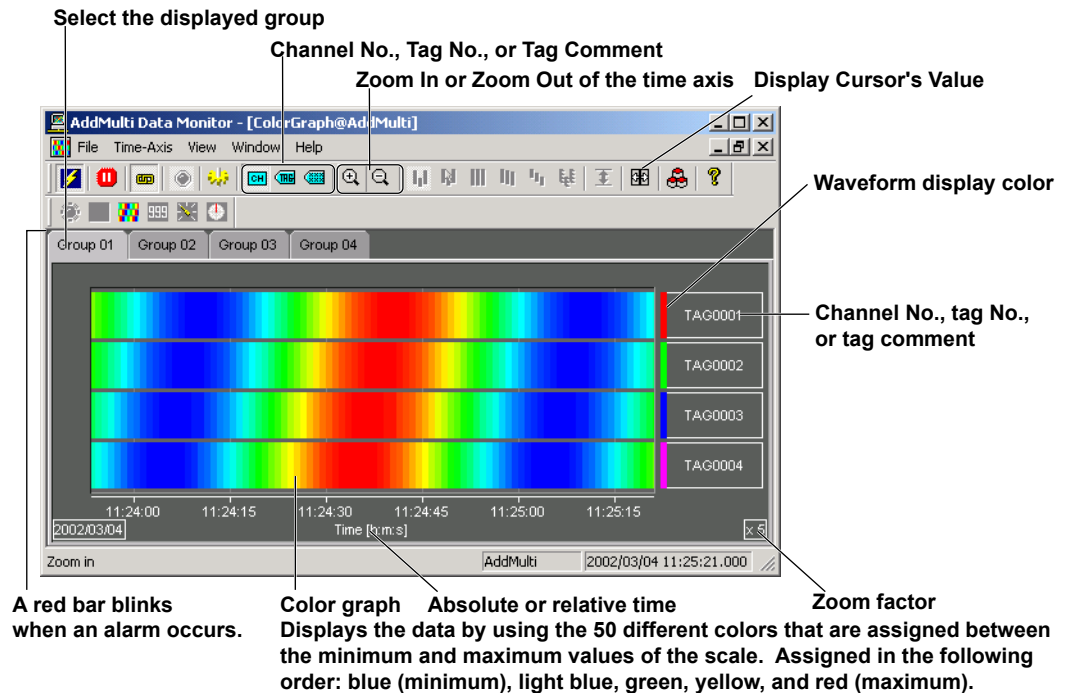 Select the displayed group
Channel No., Tag No., or Tag Comment
Zoom In or Zoom Out of the time axis
Display Cursor's Value
AddMulti Data Monitor - [ColorGraph@AddMulti]
File Time-Axis View Window Help
CH TAG
999
Waveform display color
Group 01 Group 02 Group 03 Group 04
TAG0001
Channel No., tag No.,
or tag comment
TAG0002
TAG0003
TAG0004
11:24:00 11:24:15 11:24:30 11:24:45 11:25:00 11:25:15
2002/03/04 Time [h:m:s] x 5
Zoom in AddMulti 2002/03/04 11:25:21.000
A red bar blinks
when an alarm occurs.
Color graph
Absolute or relative time
Zoom factor
Displays the data by using the 50 different colors that are assigned between
the minimum and maximum values of the scale. Assigned in the following
order: blue (minimum), light blue, green, yellow, and red (maximum).